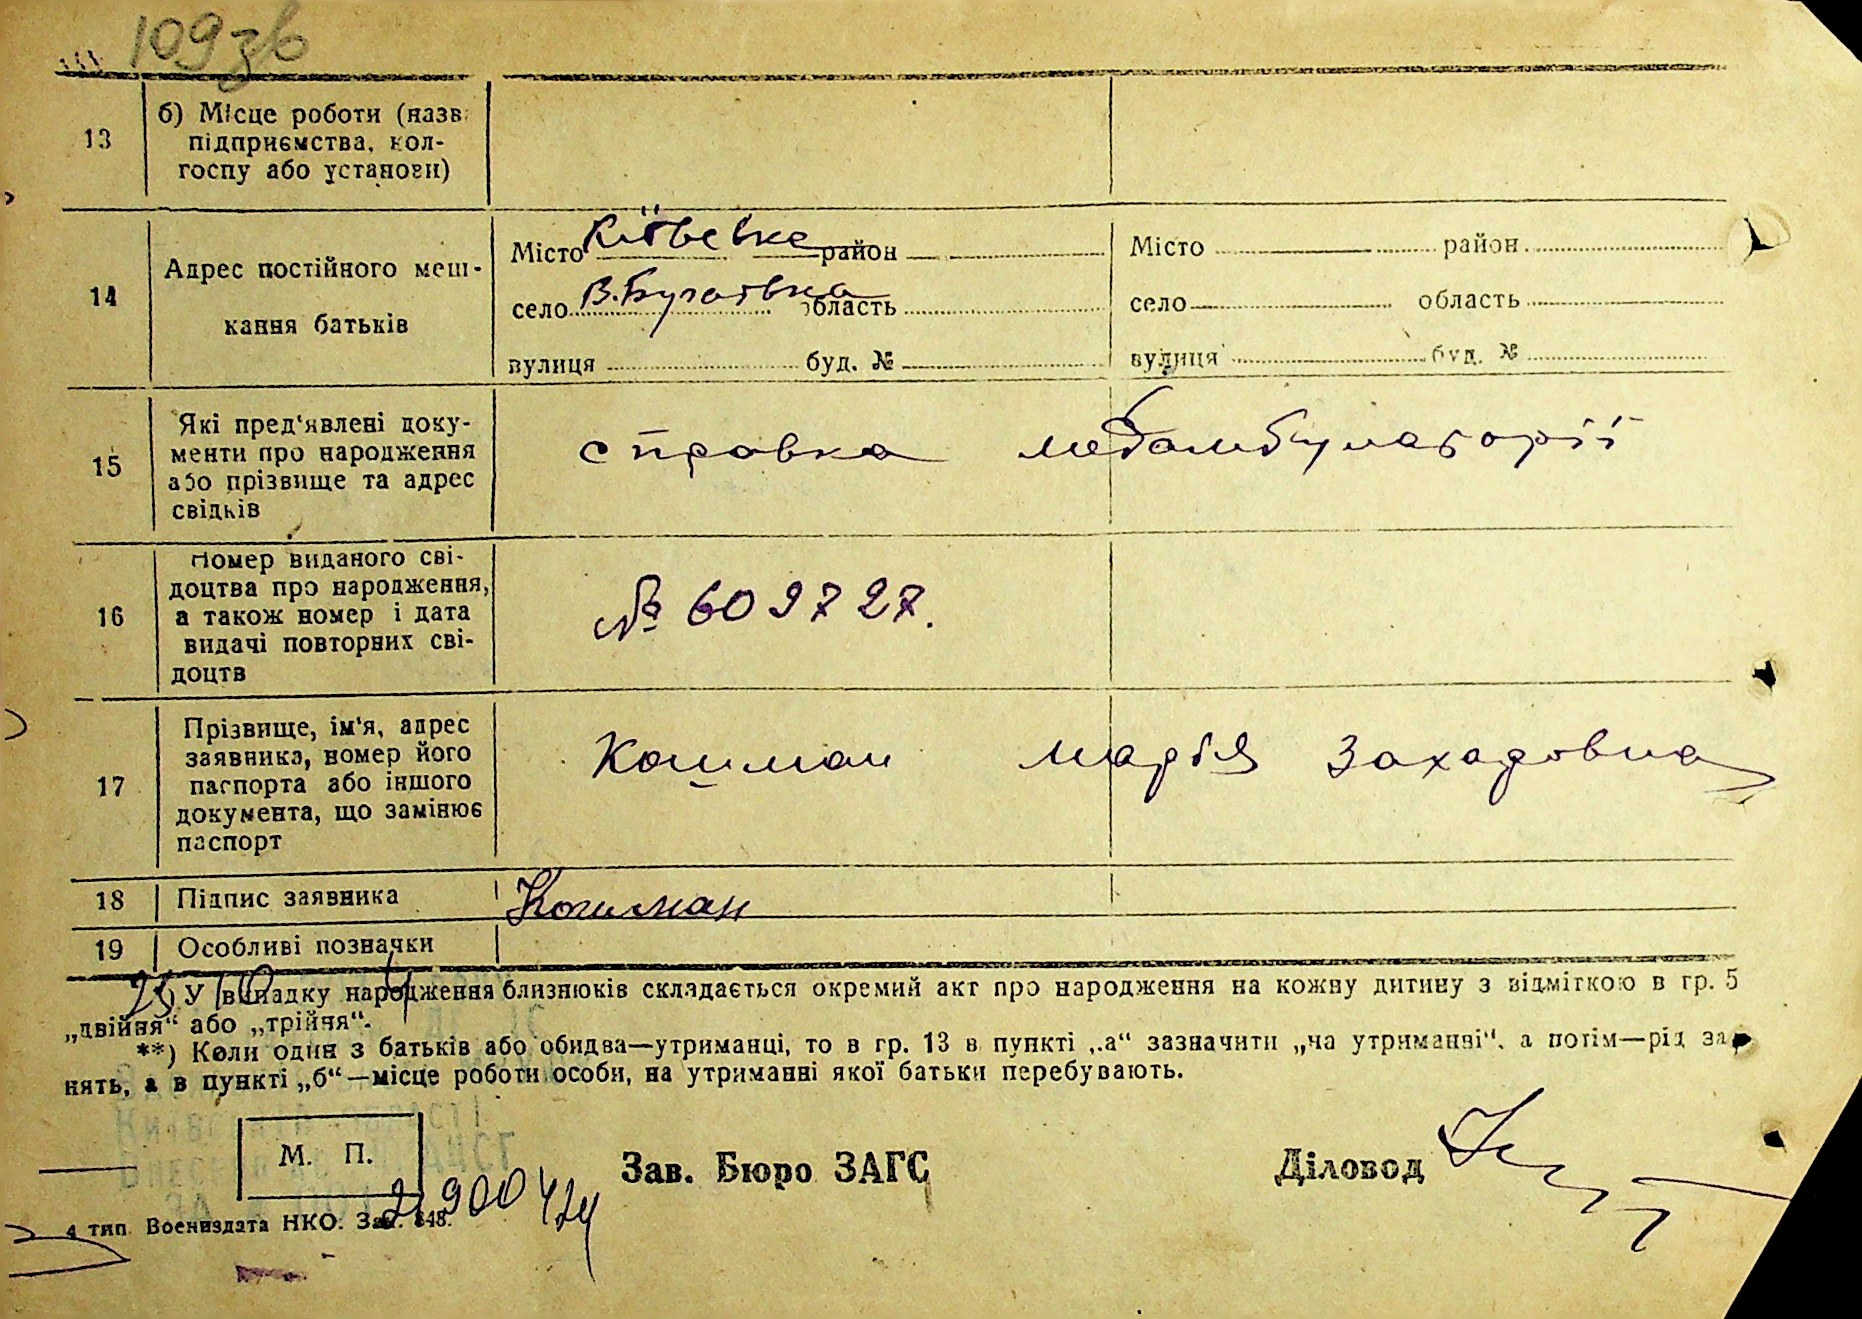 109зв
13 б) Місце роботи (назв
підприємства, кол-
госпу або установи)
14 Адрес постійного меш-
кання батьків
Місто Київське район
село В.Бугаївка область
вулиця буд. №
Місто район
село область
вулиця буд. №
15 Які пред'явлені доку-
менти про народження
або прізвище та адрес
свідків
справка медамбулаторії
16 Номер виданого сві-
доцтва про народження,
а також номер і дата
видачі повторних сві-
доцтв
№ 609727.
17 Прізвище, ім'я, адрес
заявника, номер його
паспорта або іншого
документа, що замінює
паспорт
Кошман Марія Захаровна
18 Підпис заявника Кошман
19 Особливі позначки
*) У випадку народження близнюків складається окремий акт про народження на кожну дитину з відміткою в гр. 5
„двійня“ або „трійня“.
**) Коли один з батьків або обидва—утриманці, то в гр. 13 в пункті „а“ зазначити „на утриманні“, а потім—рід за
нять, а в пункті „б“—місце роботи особи, на утриманні якої батьки перебувають.
М. П.
Зав. Бюро ЗАГС
Діловод
4 тип. Воениздата НКО. Зак. 848.